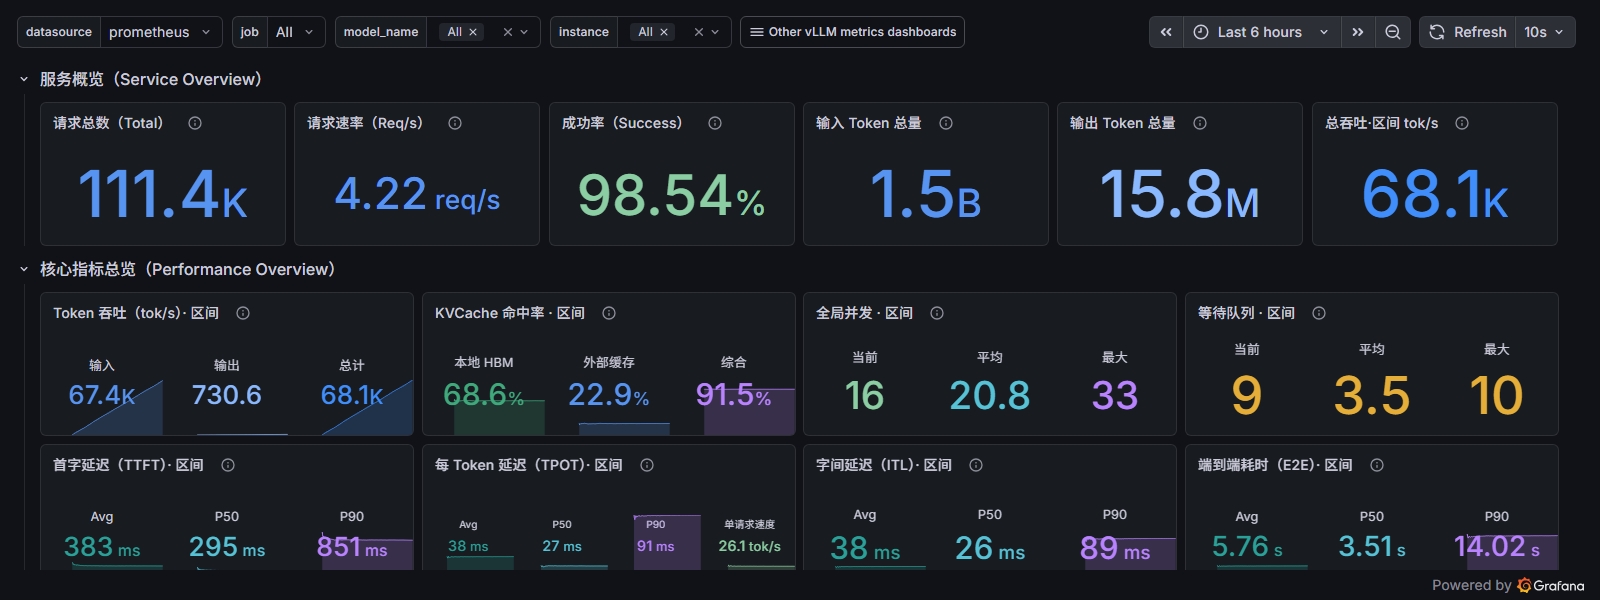 datasource prometheus job All model_name All instance All Other vLLM metrics dashboards Last 6 hours Refresh 10s
服务概览（Service Overview）
请求总数（Total） 请求速率（Req/s） 成功率（Success） 输入 Token 总量 输出 Token 总量 总吞吐·区间 tok/s
111.4K 4.22 req/s 98.54% 1.5B 15.8M 68.1K
核心指标总览（Performance Overview）
Token 吞吐（tok/s）· 区间 KVCache 命中率 · 区间 全局并发 · 区间 等待队列 · 区间
输入 输出 总计 本地 HBM 外部缓存 综合 当前 平均 最大 当前 平均 最大
67.4K 730.6 68.1K 68.6% 22.9% 91.5% 16 20.8 33 9 3.5 10
首字延迟（TTFT）· 区间 每 Token 延迟（TPOT）· 区间 字间延迟（ITL）· 区间 端到端耗时（E2E）· 区间
Avg P50 P90 Avg P50 P90 单请求速度 Avg P50 P90 Avg P50 P90
383 ms 295 ms 851 ms 38 ms 27 ms 91 ms 26.1 tok/s 38 ms 26 ms 89 ms 5.76 s 3.51 s 14.02 s
Powered by Grafana